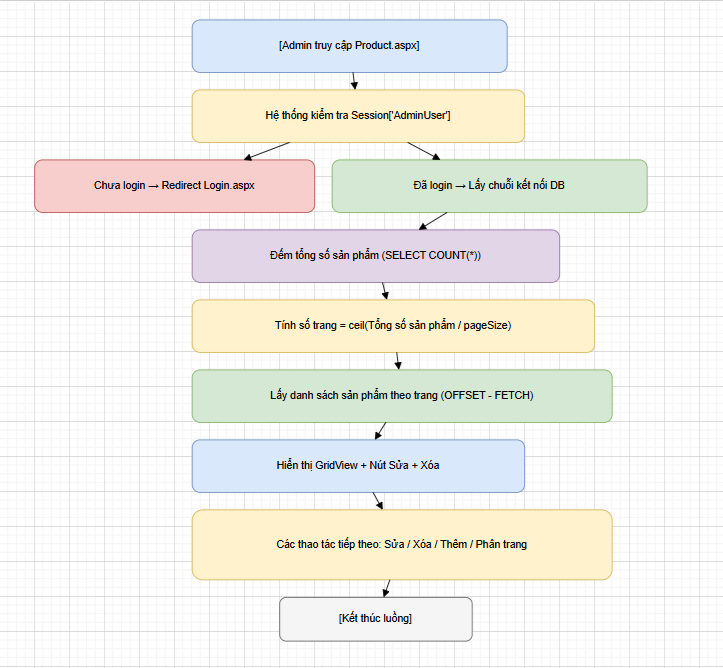 [Admin truy cập Product.aspx]
Hệ thống kiểm tra Session['AdminUser']
Chưa login → Redirect Login.aspx
Đã login → Lấy chuỗi kết nối DB
Đếm tổng số sản phẩm (SELECT COUNT(*))
Tính số trang = ceil(Tổng số sản phẩm / pageSize)
Lấy danh sách sản phẩm theo trang (OFFSET - FETCH)
Hiển thị GridView + Nút Sửa + Xóa
Các thao tác tiếp theo: Sửa / Xóa / Thêm / Phân trang
[Kết thúc luồng]